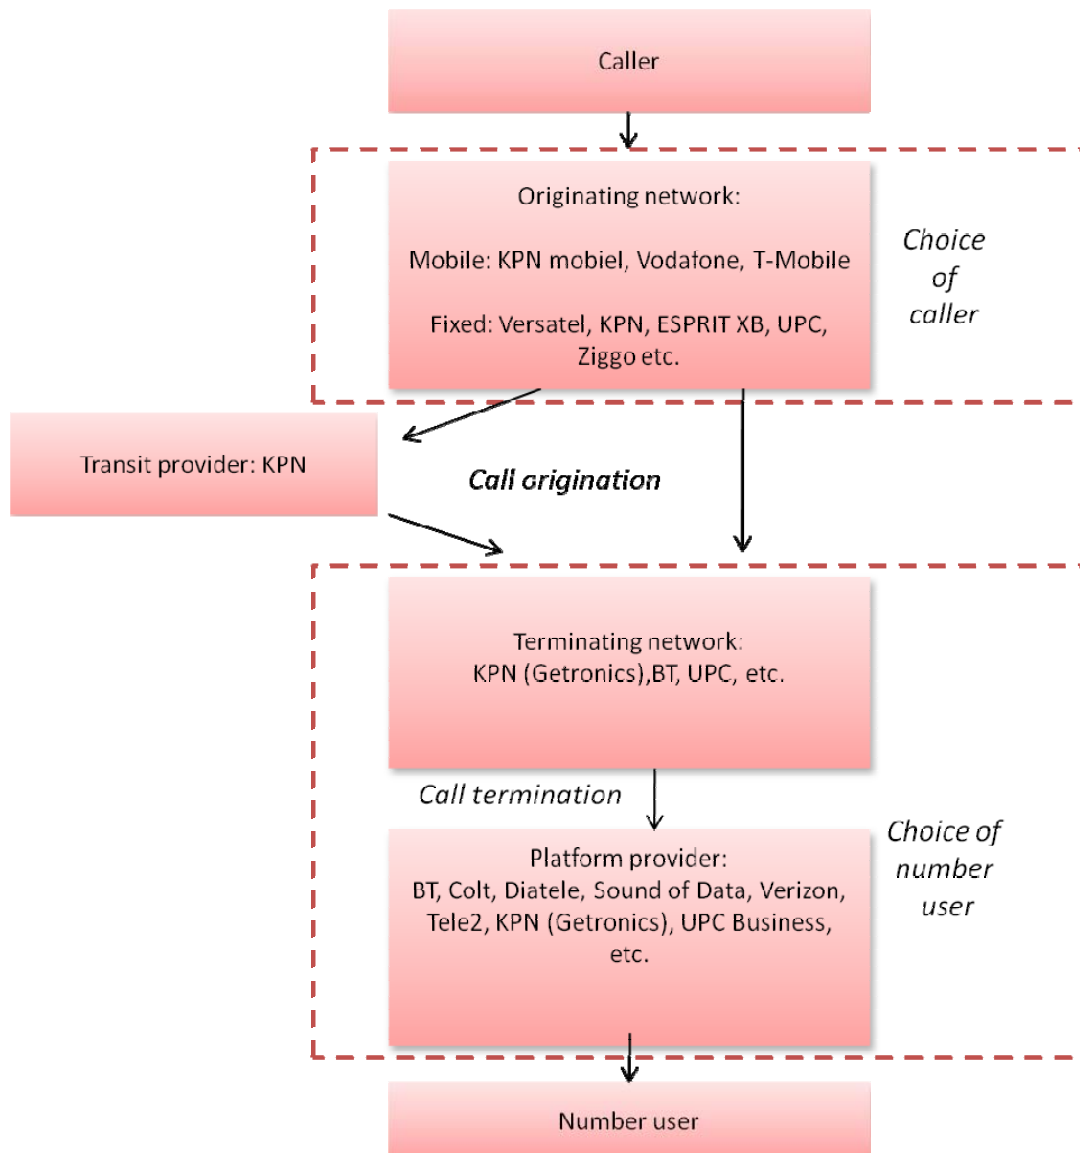 Caller
Originating network:
Mobile: KPN mobiel, Vodafone, T-Mobile
Fixed: Versatel, KPN, ESPRIT XB, UPC,
Ziggo etc.
Choice
of
caller
Transit provider: KPN
Call origination
Terminating network:
KPN (Getronics),BT, UPC, etc.
Call termination
Platform provider:
BT, Colt, Diatele, Sound of Data, Verizon,
Tele2, KPN (Getronics), UPC Business,
etc.
Choice of
number
user
Number user